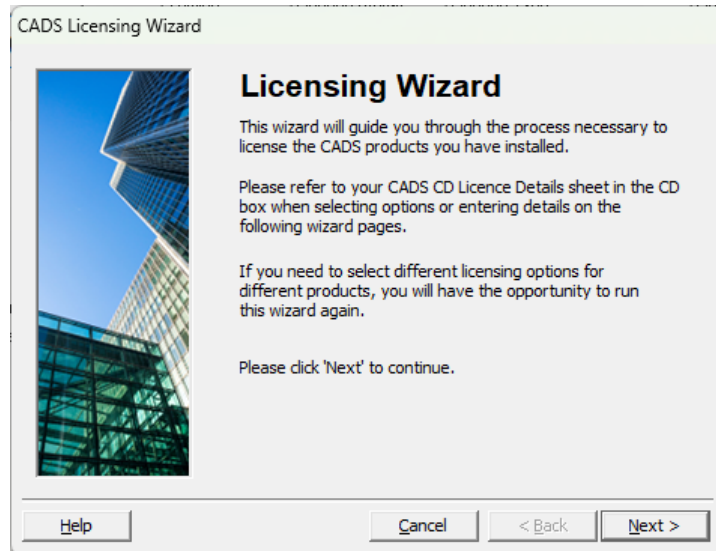 CADS Licensing Wizard
Licensing Wizard
This wizard will guide you through the process necessary to
license the CADS products you have installed.
Please refer to your CADS CD Licence Details sheet in the CD
box when selecting options or entering details on the
following wizard pages.
If you need to select different licensing options for
different products, you will have the opportunity to run
this wizard again.
Please click 'Next' to continue.
Help
Cancel
< Back
Next >